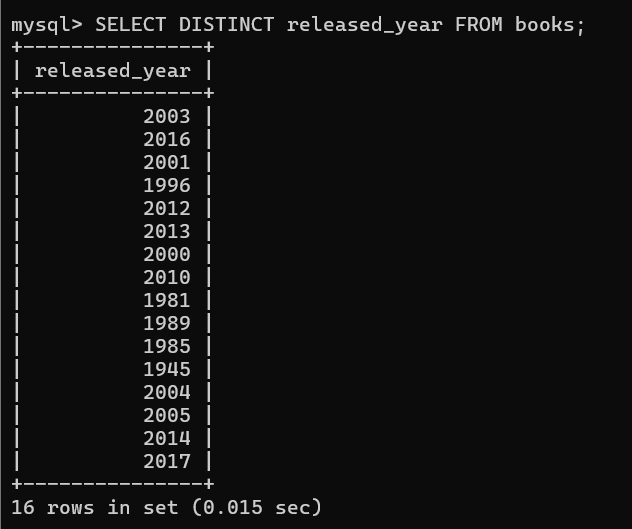 mysql> SELECT DISTINCT released_year FROM books;
+---------------+
| released_year |
+---------------+
|          2003 |
|          2016 |
|          2001 |
|          1996 |
|          2012 |
|          2013 |
|          2000 |
|          2010 |
|          1981 |
|          1989 |
|          1985 |
|          1945 |
|          2004 |
|          2005 |
|          2014 |
|          2017 |
+---------------+
16 rows in set (0.015 sec)